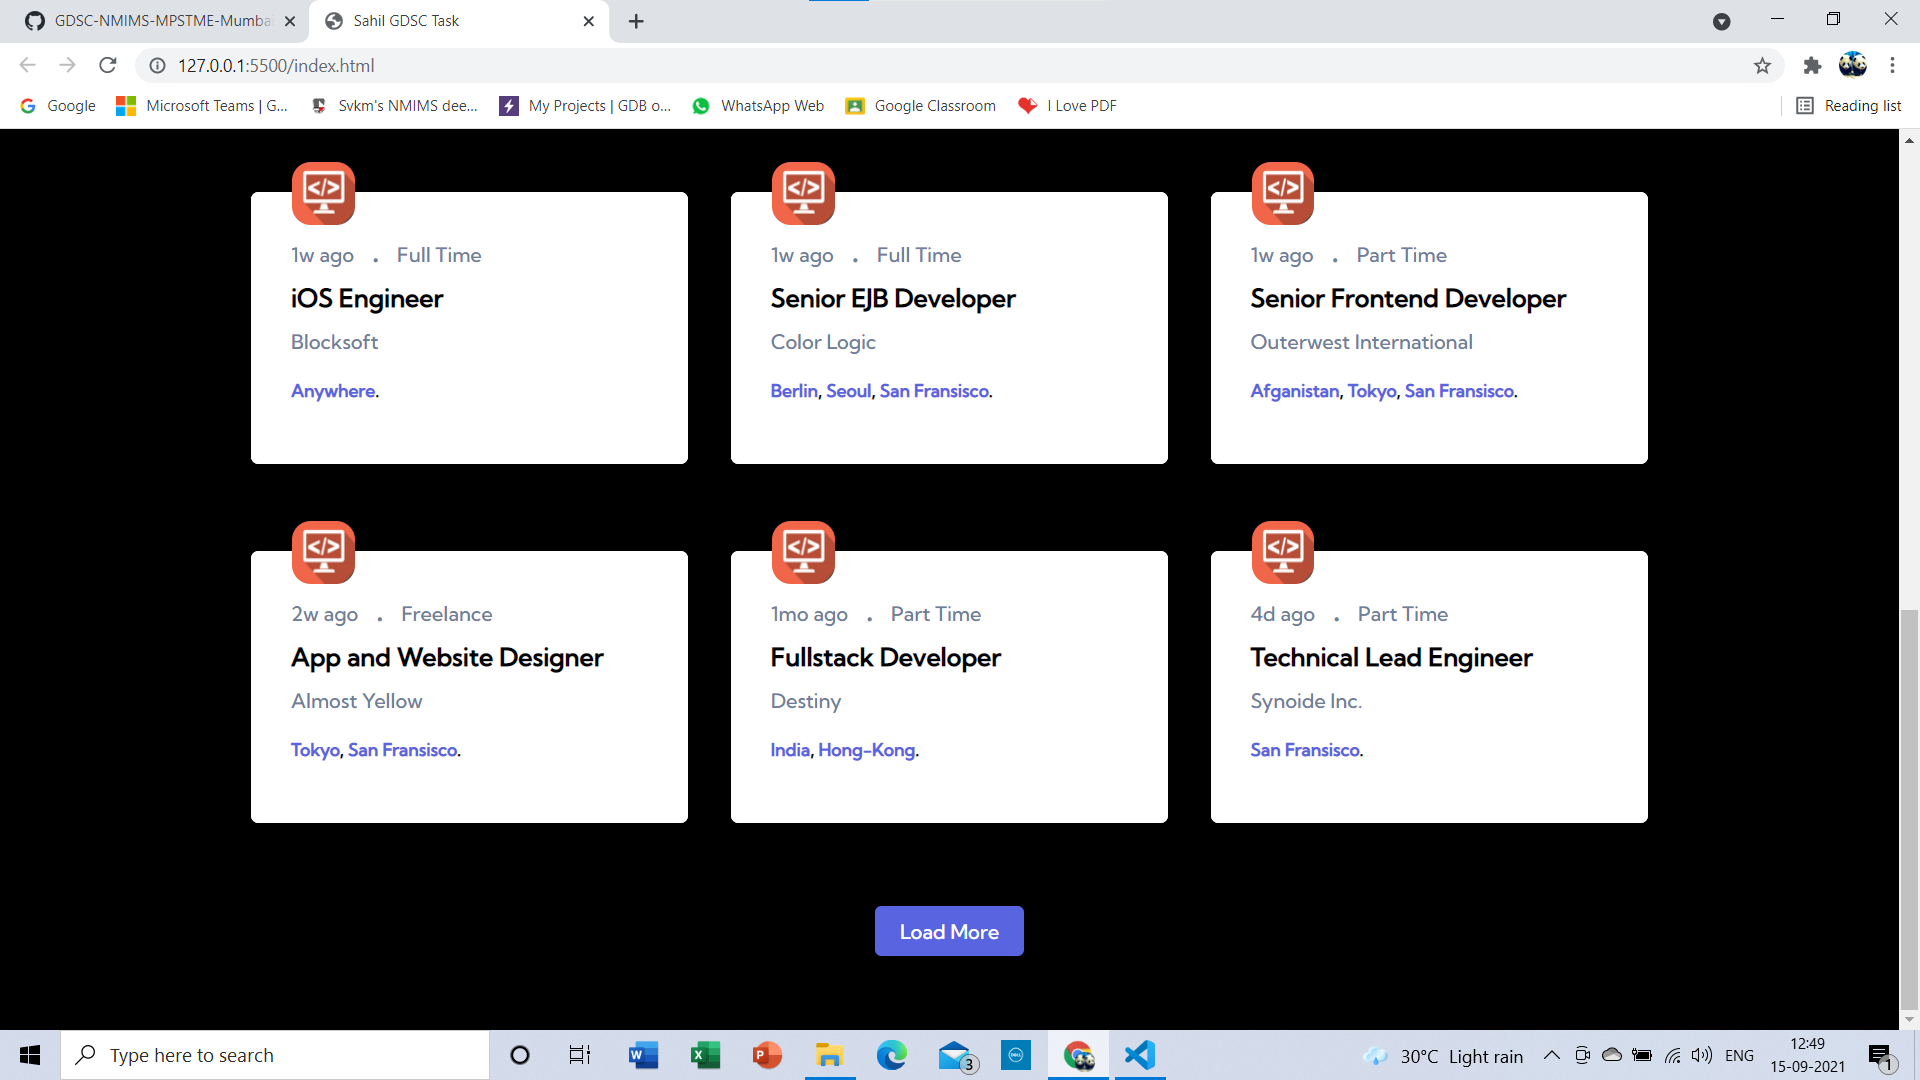 GDSC-NMIMS-MPSTME-Mumba
Sahil GDSC Task
127.0.0.1:5500/index.html
Google
Microsoft Teams | G...
Svkm's NMIMS dee...
My Projects | GDB o...
WhatsApp Web
Google Classroom
I Love PDF
Reading list
1w ago . Full Time
iOS Engineer
Blocksoft
Anywhere.
1w ago . Full Time
Senior EJB Developer
Color Logic
Berlin, Seoul, San Fransisco.
1w ago . Part Time
Senior Frontend Developer
Outerwest International
Afganistan, Tokyo, San Fransisco.
2w ago . Freelance
App and Website Designer
Almost Yellow
Tokyo, San Fransisco.
1mo ago . Part Time
Fullstack Developer
Destiny
India, Hong-Kong.
4d ago . Part Time
Technical Lead Engineer
Synoide Inc.
San Fransisco.
Load More
Type here to search
3
30°C Light rain
ENG
12:49
15-09-2021
1